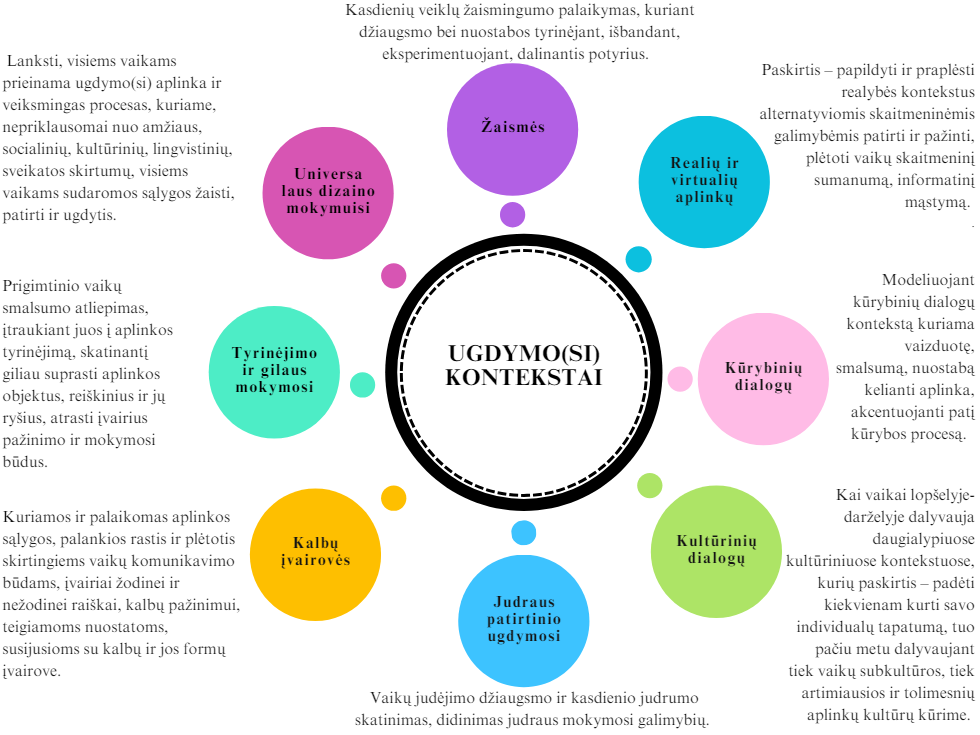 Kasdienių veiklų žaismingumo palaikymas, kuriant
džiaugsmo bei nuostabos tyrinėjant, išbandant,
eksperimentuojant, dalinantis potyrius.
Žaismės
Lanksti, visiems vaikams
prieinama ugdymo(si) aplinka ir
veiksmingas procesas, kuriame,
nepriklausomai nuo amžiaus,
socialinių, kultūrinių, lingvistinių,
sveikatos skirtumų, visiems
vaikams sudaromos sąlygos žaisti,
patirti ir ugdytis.
Universa
laus dizaino
mokymuisi
Realių ir
virtualių
aplinkų
Paskirtis – papildyti ir praplėsti
realybės kontekstus
alternatyviomis skaitmeninėmis
galimybėmis patirti ir pažinti,
plėtoti vaikų skaitmeninį
sumanumą, informatinį
mąstymą.
.
Prigimtinio vaikų
smalsumo atliepimas,
įtraukiant juos į aplinkos
tyrinėjimą, skatinantį
giliau suprasti aplinkos
objektus, reiškinius ir jų
ryšius, atrasti įvairius
pažinimo ir mokymosi
būdus.
Tyrinėjimo
ir gilaus
mokymosi
UGDYMO(SI)
KONTEKSTAI
Kūrybinių
dialogų
Modeliuojant
kūrybinių dialogų
kontekstą kuriama
vaizduotę,
smalsumą, nuostabą
kelianti aplinka,
akcentuojanti patį
kūrybos procesą.
Kuriamos ir palaikomas aplinkos
sąlygos, palankios rastis ir plėtotis
skirtingiems vaikų komunikavimo
būdams, įvairiai žodinei ir
nežodinei raiškai, kalbų pažinimui,
teigiamoms nuostatoms,
susijusioms su kalbų ir jos formų
įvairove.
Kalbų
įvairovės
Kultūrinių
dialogų
Kai vaikai lopšelyje-
darželyje dalyvauja
daugialypiuose
kultūriniuose kontekstuose,
kurių paskirtis – padėti
kiekvienam kurti savo
individualų tapatumą, tuo
pačiu metu dalyvaujant
tiek vaikų subkultūros, tiek
artimiausios ir tolimesnių
aplinkų kultūrų kūrime.
Judraus
patirtinio
ugdymosi
Vaikų judėjimo džiaugsmo ir kasdienio judrumo
skatinimas, didinimas judraus mokymosi galimybių.